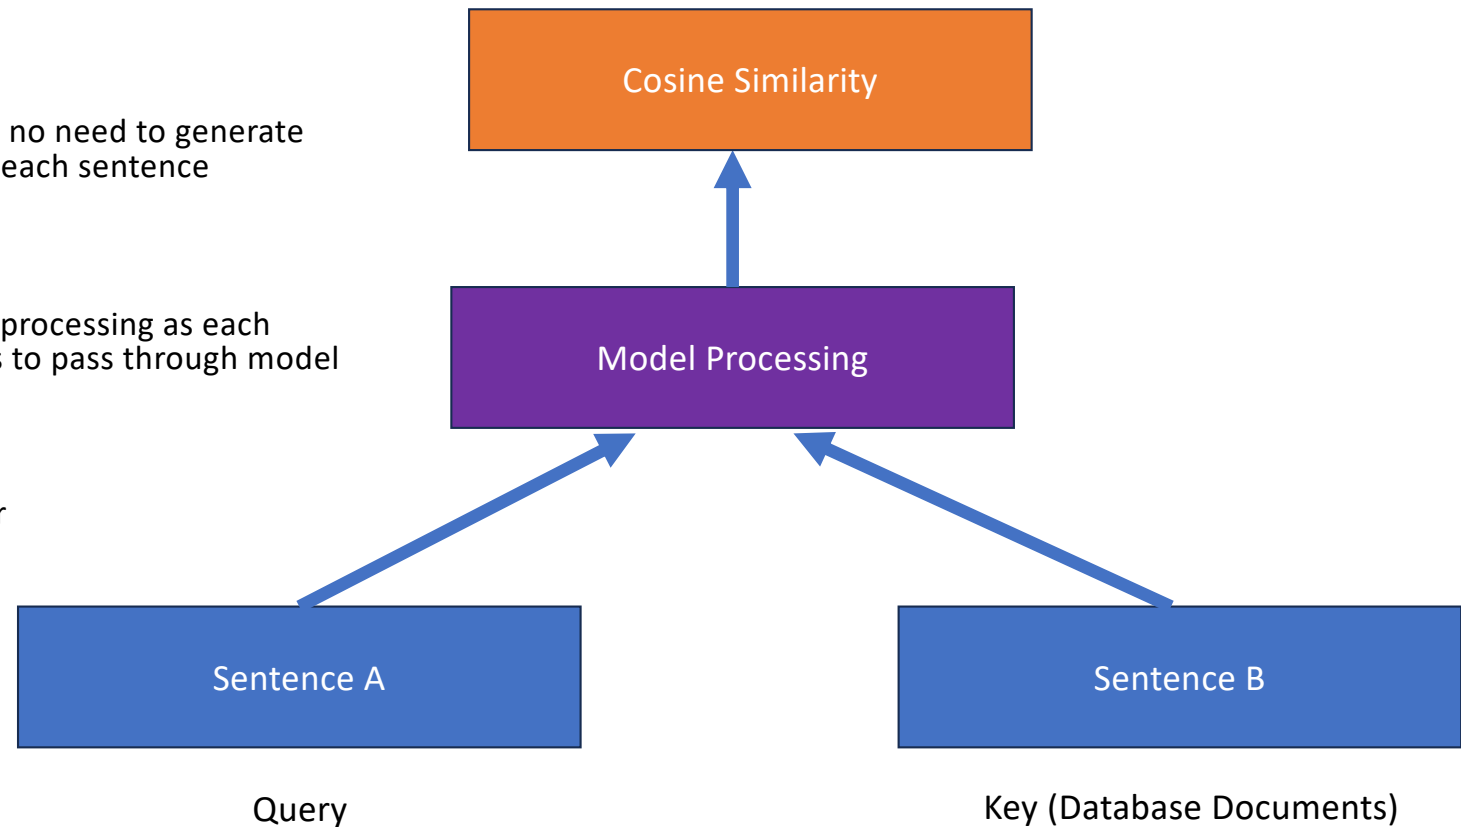 Cosine Similarity
no need to generate
each sentence
processing as each
s to pass through model
Model Processing
r
Sentence A
Sentence B
Query
Key (Database Documents)